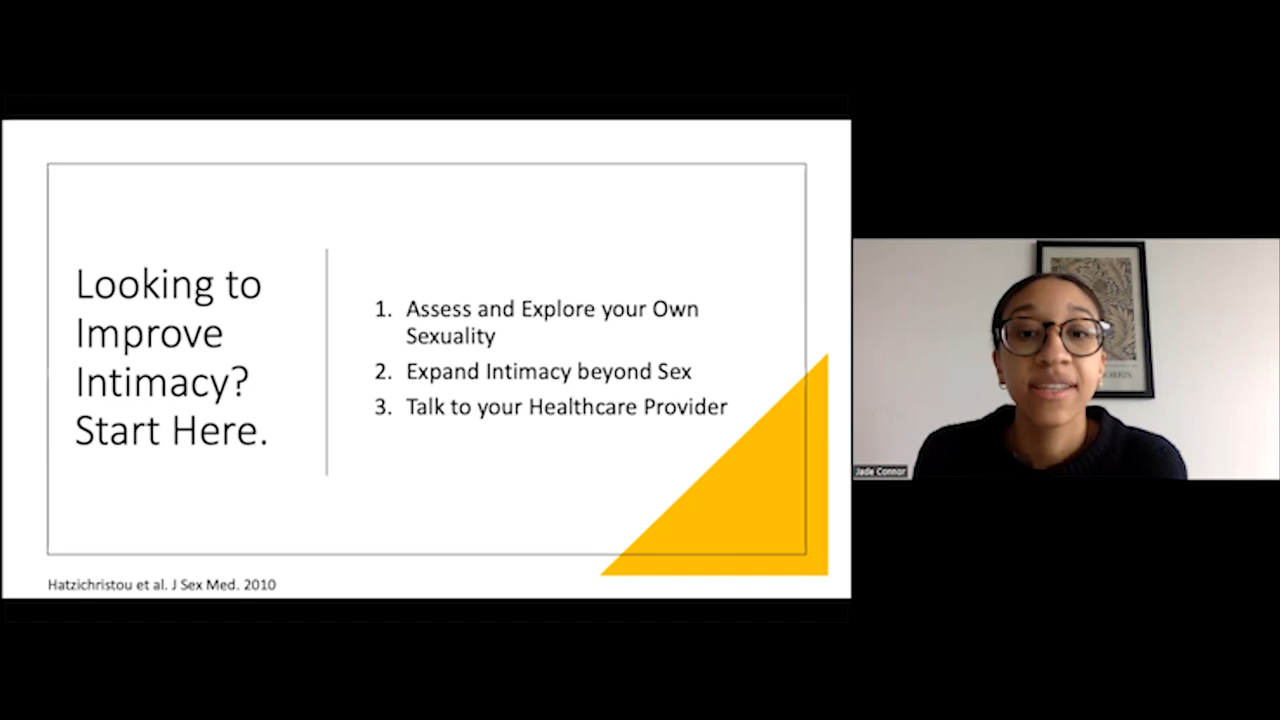 Looking to
Improve
Intimacy?
Start Here.
1. Assess and Explore your Own
Sexuality
2. Expand Intimacy beyond Sex
3. Talk to your Healthcare Provider
Hatzichristou et al. J Sex Med. 2010
Jade Connor